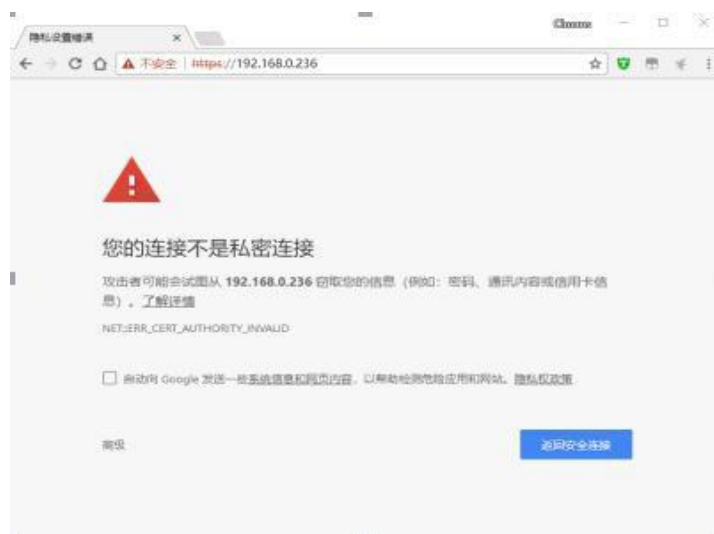 隐私设置错误
Chrome
不安全 | https://192.168.0.236
您的连接不是私密连接
攻击者可能会试图从 192.168.0.236 窃取您的信息（例如：密码、通讯内容或信用卡信
息）。了解详情
NET::ERR_CERT_AUTHORITY_INVALID
自动向 Google 发送一些系统信息和网页内容，以帮助检测危险应用和网站。隐私权政策
高级
返回安全连接